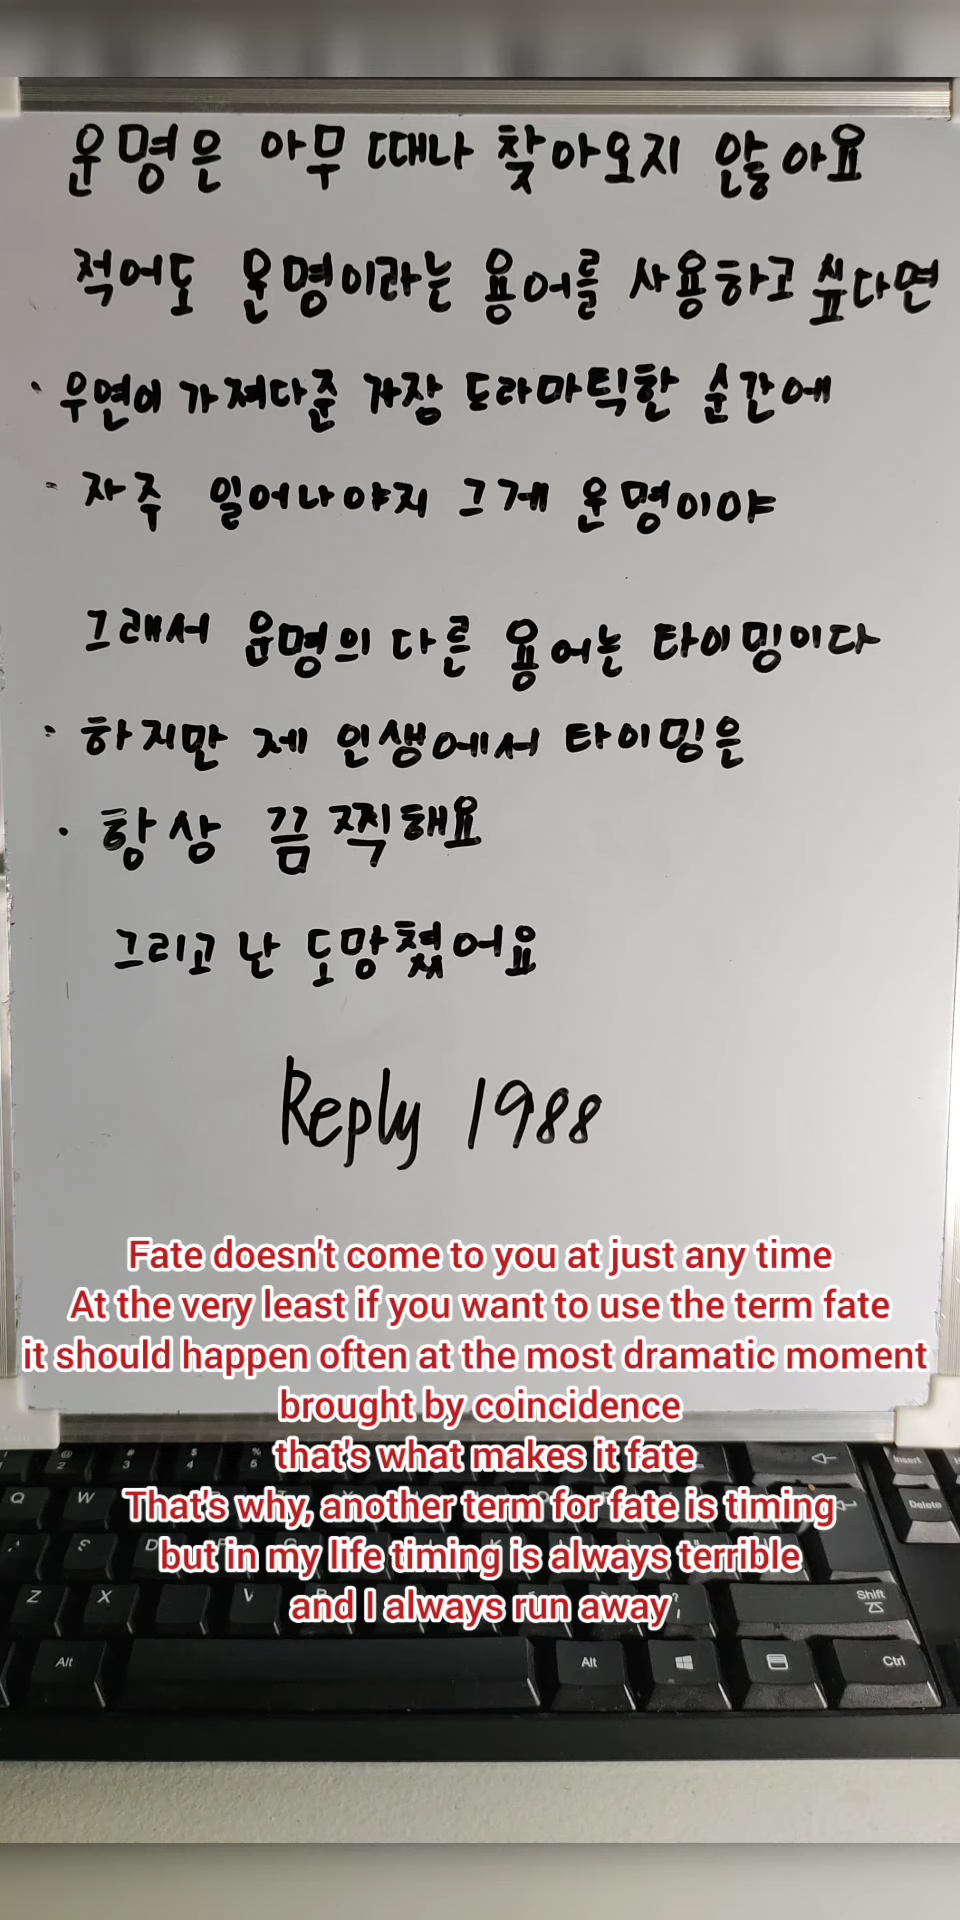 운명은 아무 때나 찾아오지 않아요
적어도 운명이라는 용어를 사용하고 싶다면
우연이 가져다준 가장 드라마틱한 순간에
자주 일어나야지 그게 운명이야
그래서 운명의 다른 용어는 타이밍이다
하지만 제 인생에서 타이밍은
항상 끔찍해요
그리고 난 도망쳤어요
Reply 1988
Fate doesn't come to you at just any time
At the very least if you want to use the term fate
it should happen often at the most dramatic moment
brought by coincidence
that's what makes it fate
That's why, another term for fate is timing
but in my life timing is always terrible
and I always run away
Insert
Delete
Q W
Z X V
Shift
Alt Alt Ctrl